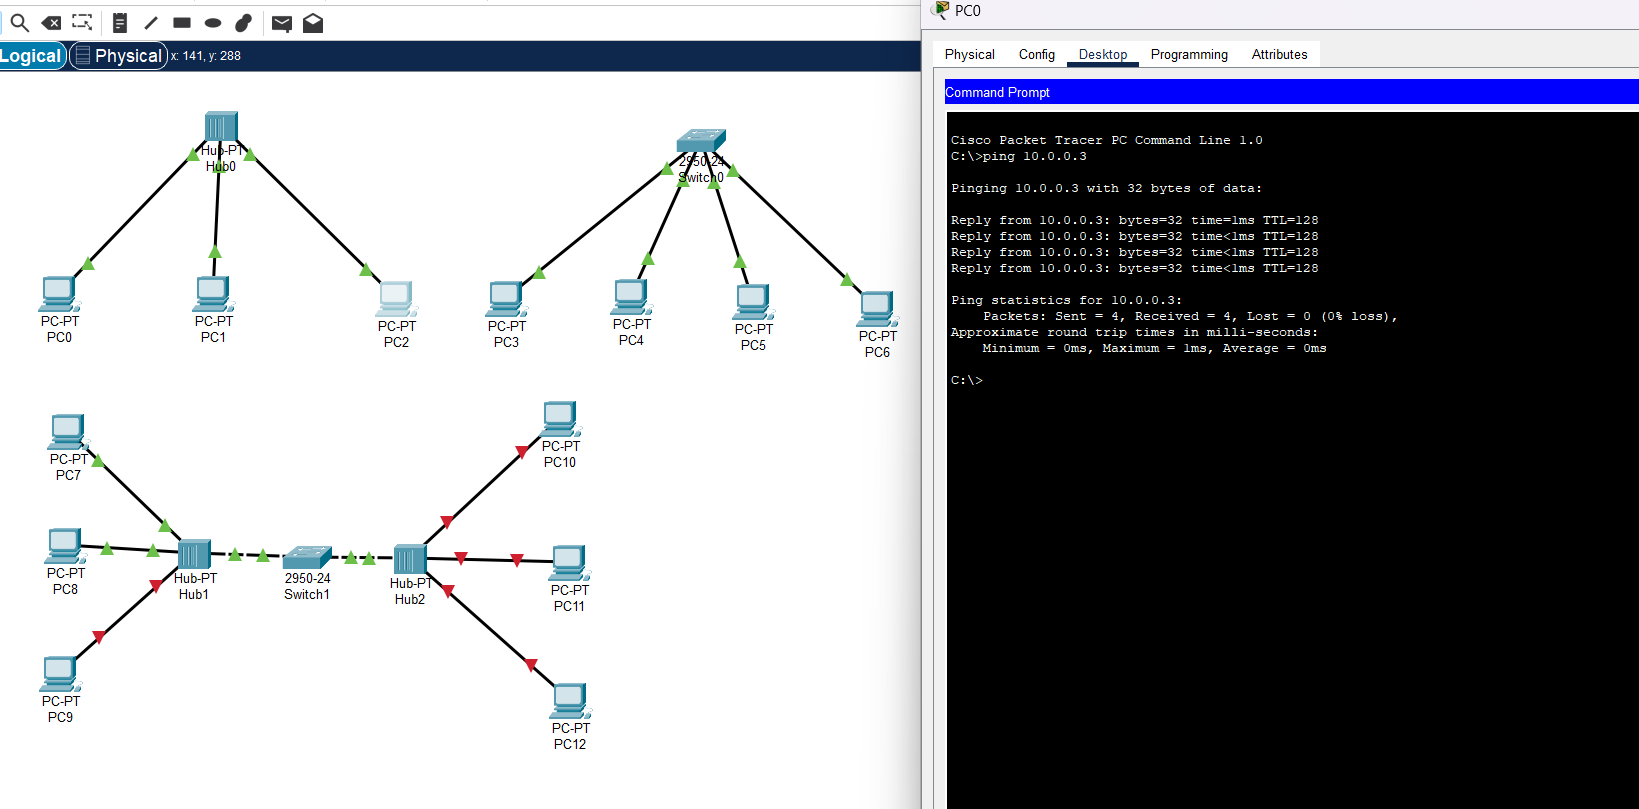 Logical
Physical
x: 141, y: 288
Hub-PT
Hub0
2950-24
Switch0
PC-PT
PC0
PC-PT
PC1
PC-PT
PC2
PC-PT
PC3
PC-PT
PC4
PC-PT
PC5
PC-PT
PC6
PC-PT
PC7
PC-PT
PC10
PC-PT
PC8
Hub-PT
Hub1
2950-24
Switch1
Hub-PT
Hub2
PC-PT
PC11
PC-PT
PC9
PC-PT
PC12
PC0
Physical
Config
Desktop
Programming
Attributes
Command Prompt
Cisco Packet Tracer PC Command Line 1.0
C:\>ping 10.0.0.3
Pinging 10.0.0.3 with 32 bytes of data:
Reply from 10.0.0.3: bytes=32 time=1ms TTL=128
Reply from 10.0.0.3: bytes=32 time<1ms TTL=128
Reply from 10.0.0.3: bytes=32 time<1ms TTL=128
Reply from 10.0.0.3: bytes=32 time<1ms TTL=128
Ping statistics for 10.0.0.3:
Packets: Sent = 4, Received = 4, Lost = 0 (0% loss),
Approximate round trip times in milli-seconds:
Minimum = 0ms, Maximum = 1ms, Average = 0ms
C:\>